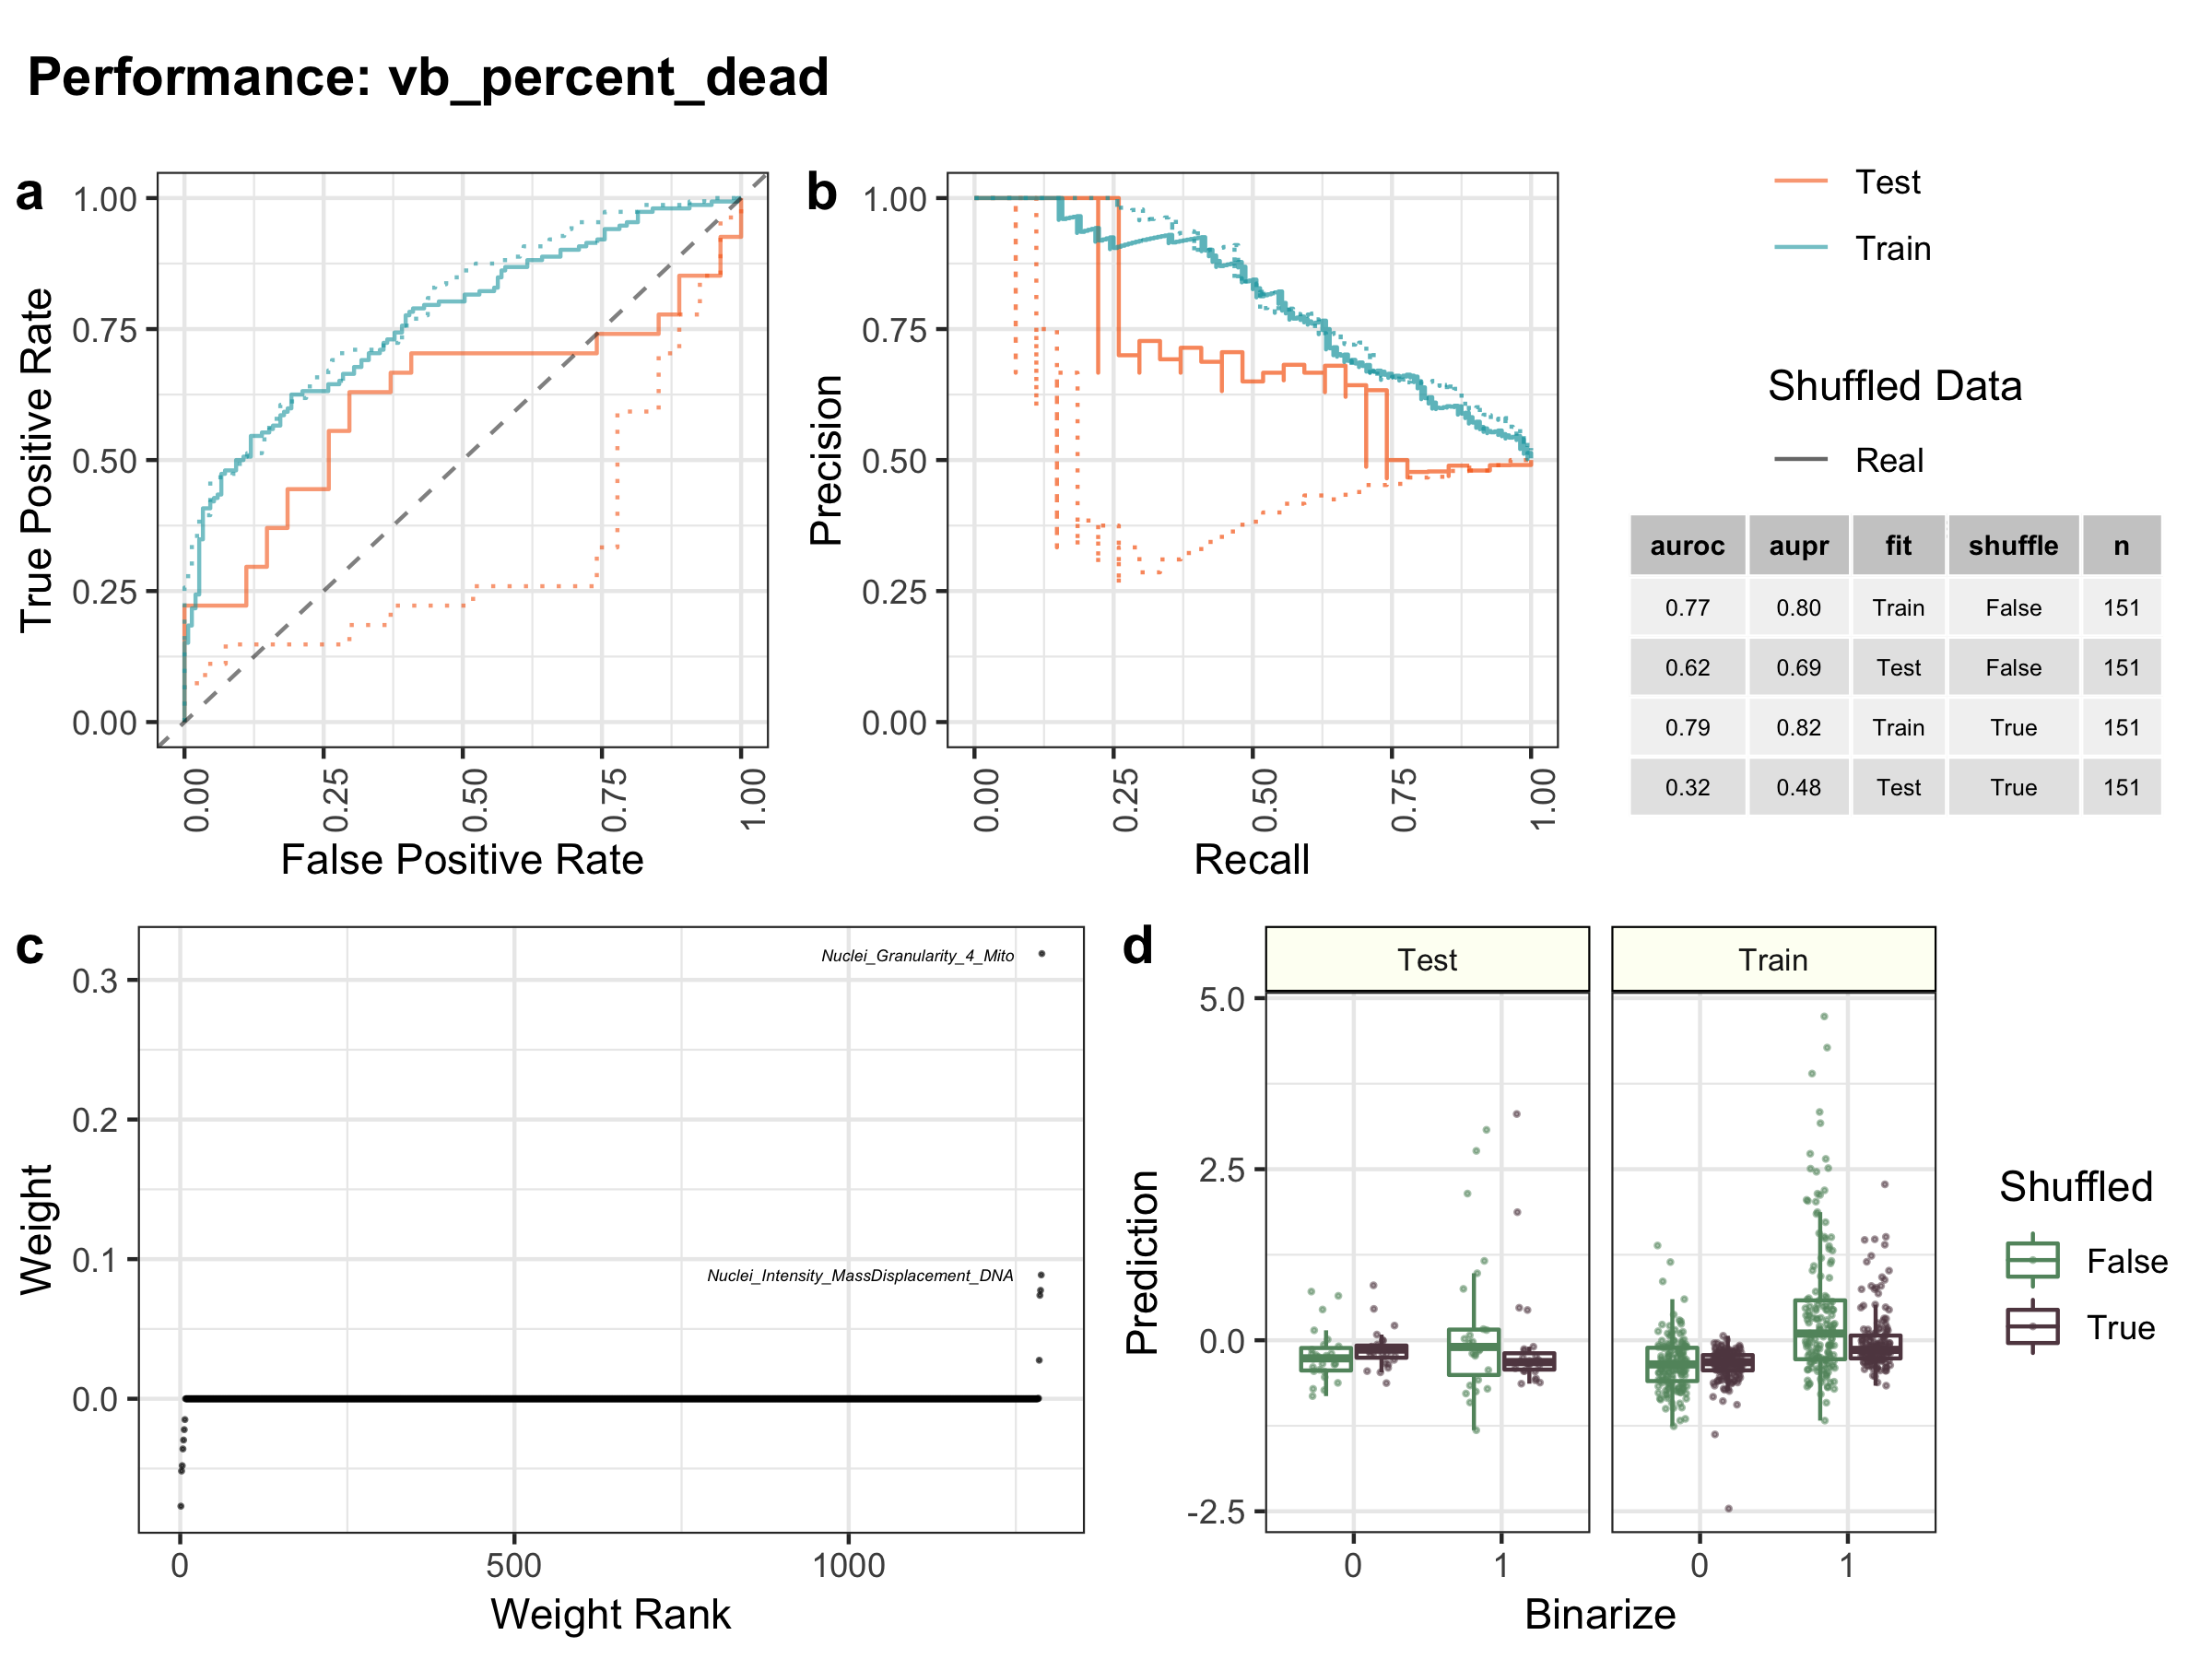 Performance: vb_percent_dead
a
1.00
0.75
0.50
0.25
0.00
True Positive Rate
0.00
0.25
0.50
0.75
1.00
False Positive Rate
b
1.00
0.75
0.50
0.25
0.00
Precision
0.00
0.25
0.50
0.75
1.00
Recall
Test
Train
Shuffled Data
Real
auroc aupr fit shuffle n
0.77 0.80 Train False 151
0.62 0.69 Test False 151
0.79 0.82 Train True 151
0.32 0.48 Test True 151
c
0.3
0.2
0.1
0.0
Weight
Nuclei_Granularity_4_Mito
Nuclei_Intensity_MassDisplacement_DNA
0
500
1000
Weight Rank
d
Test
Train
5.0
2.5
0.0
-2.5
Prediction
0
1
0
1
Binarize
Shuffled
False
True